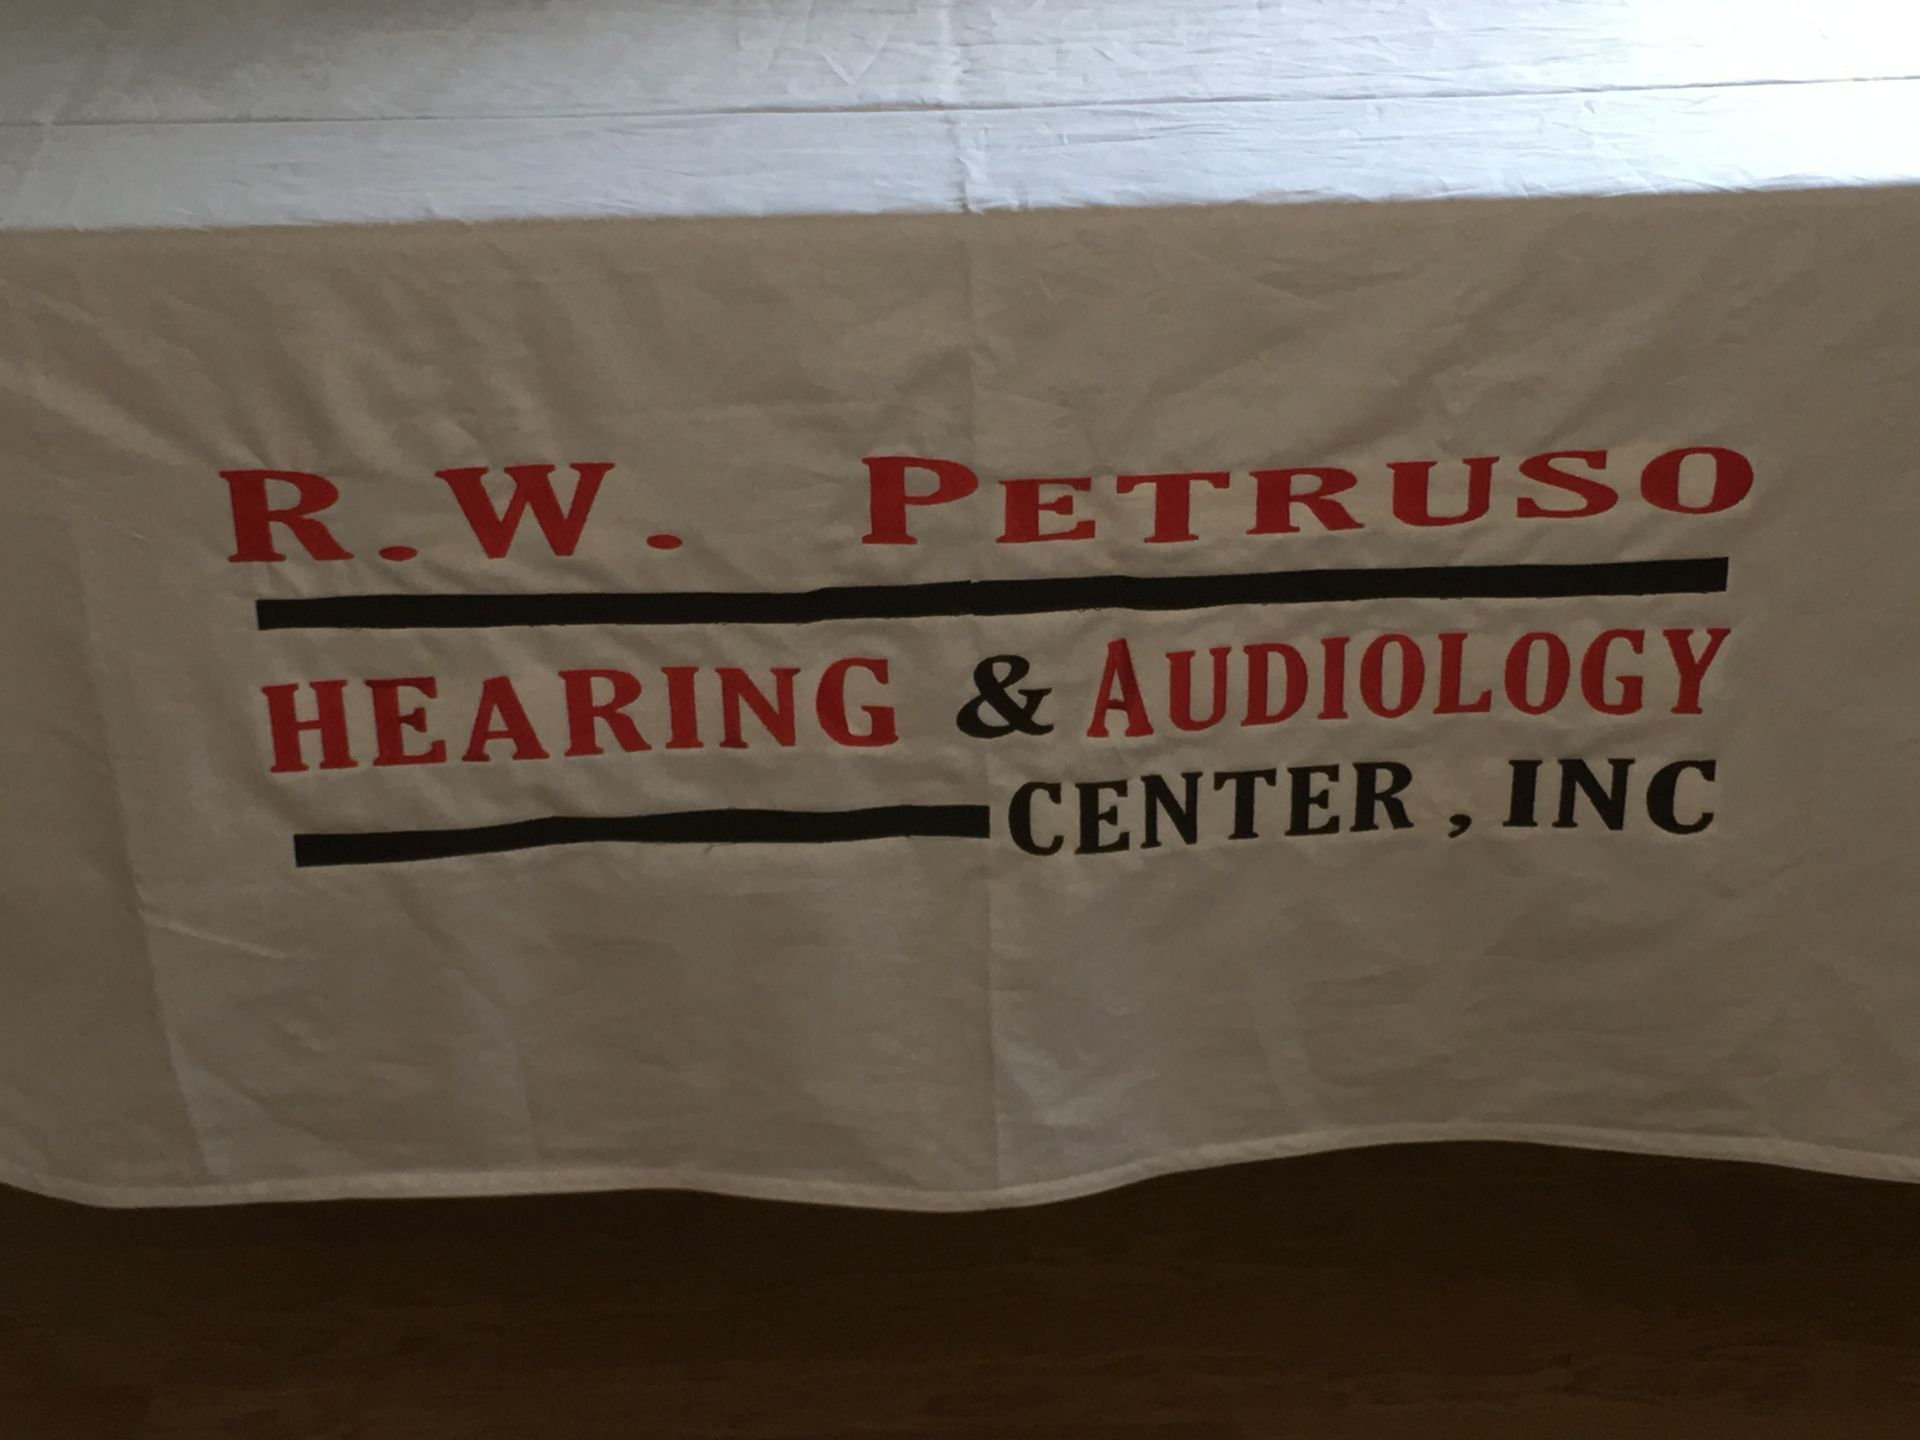 R.W. PETRUSO
HEARING & AUDIOLOGY
CENTER, INC